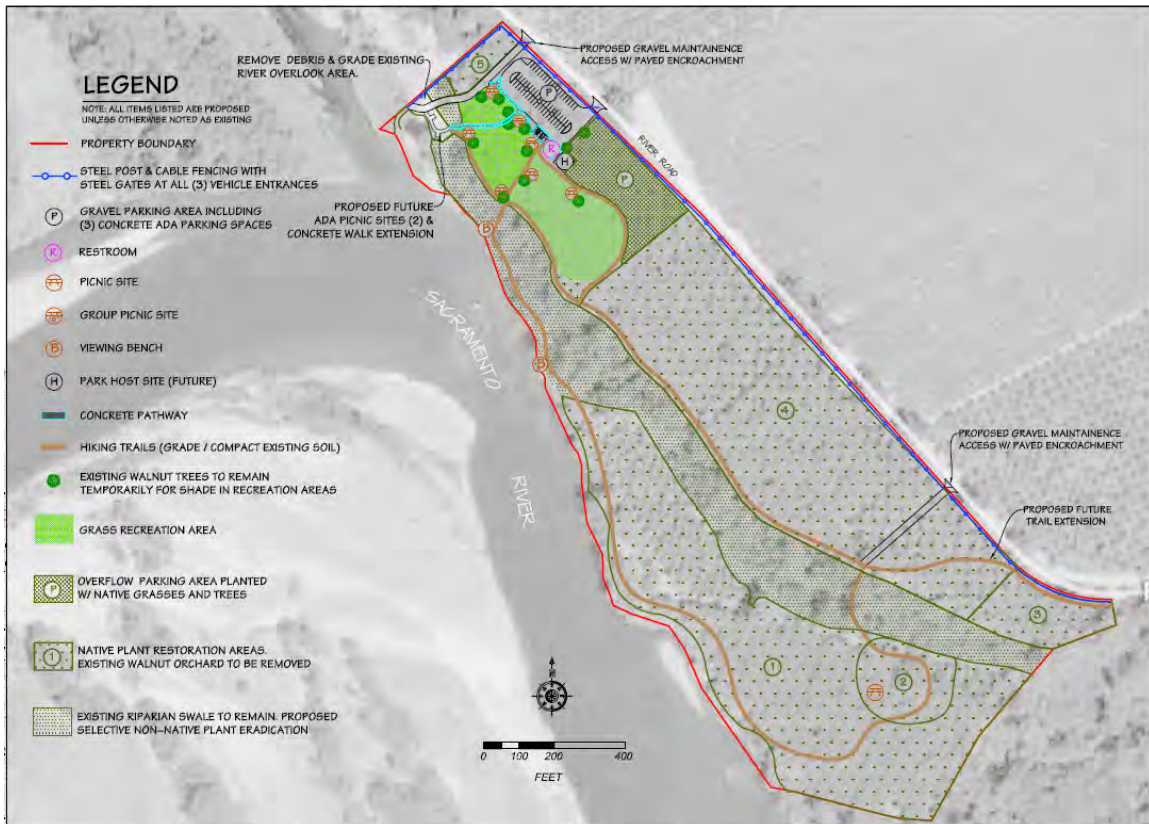 LEGEND
NOTE: ALL ITEMS LISTED ARE PROPOSED
UNLESS OTHERWISE NOTED AS EXISTING
PROPERTY BOUNDARY
STEEL POST & CABLE FENCING WITH
STEEL GATES AT ALL (3) VEHICLE ENTRANCES
P
GRAVEL PARKING AREA INCLUDING
(3) CONCRETE ADA PARKING SPACES
R
RESTROOM
PICNIC SITE
GROUP PICNIC SITE
B
VIEWING BENCH
H
PARK HOST SITE (FUTURE)
CONCRETE PATHWAY
HIKING TRAILS (GRADE / COMPACT EXISTING SOIL)
EXISTING WALNUT TREES TO REMAIN
TEMPORARILY FOR SHADE IN RECREATION AREAS
GRASS RECREATION AREA
P
OVERFLOW PARKING AREA PLANTED
W/ NATIVE GRASSES AND TREES
1
NATIVE PLANT RESTORATION AREAS.
EXISTING WALNUT ORCHARD TO BE REMOVED
EXISTING RIPARIAN SWALE TO REMAIN. PROPOSED
SELECTIVE NON-NATIVE PLANT ERADICATION
REMOVE DEBRIS & GRADE EXISTING
RIVER OVERLOOK AREA.
PROPOSED GRAVEL MAINTAINENCE
ACCESS W/ PAVED ENCROACHMENT
5
P
R
H
P
RIVER ROAD
PROPOSED FUTURE
ADA PICNIC SITES (2) &
CONCRETE WALK EXTENSION
B
B
SACRAMENTO
RIVER
4
PROPOSED GRAVEL MAINTAINENCE
ACCESS W/ PAVED ENCROACHMENT
PROPOSED FUTURE
TRAIL EXTENSION
3
1
2
N
0 100 200 400
FEET